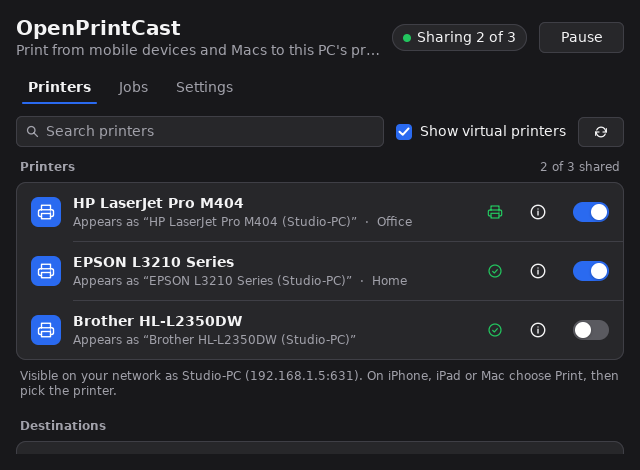 OpenPrintCast
Print from mobile devices and Macs to this PC's pr…
Sharing 2 of 3
Pause
Printers
Jobs
Settings
Search printers
Show virtual printers
Printers
2 of 3 shared
HP LaserJet Pro M404
Appears as “HP LaserJet Pro M404 (Studio-PC)” · Office
EPSON L3210 Series
Appears as “EPSON L3210 Series (Studio-PC)” · Home
Brother HL-L2350DW
Appears as “Brother HL-L2350DW (Studio-PC)”
Visible on your network as Studio-PC (192.168.1.5:631). On iPhone, iPad or Mac choose Print, then
pick the printer.
Destinations